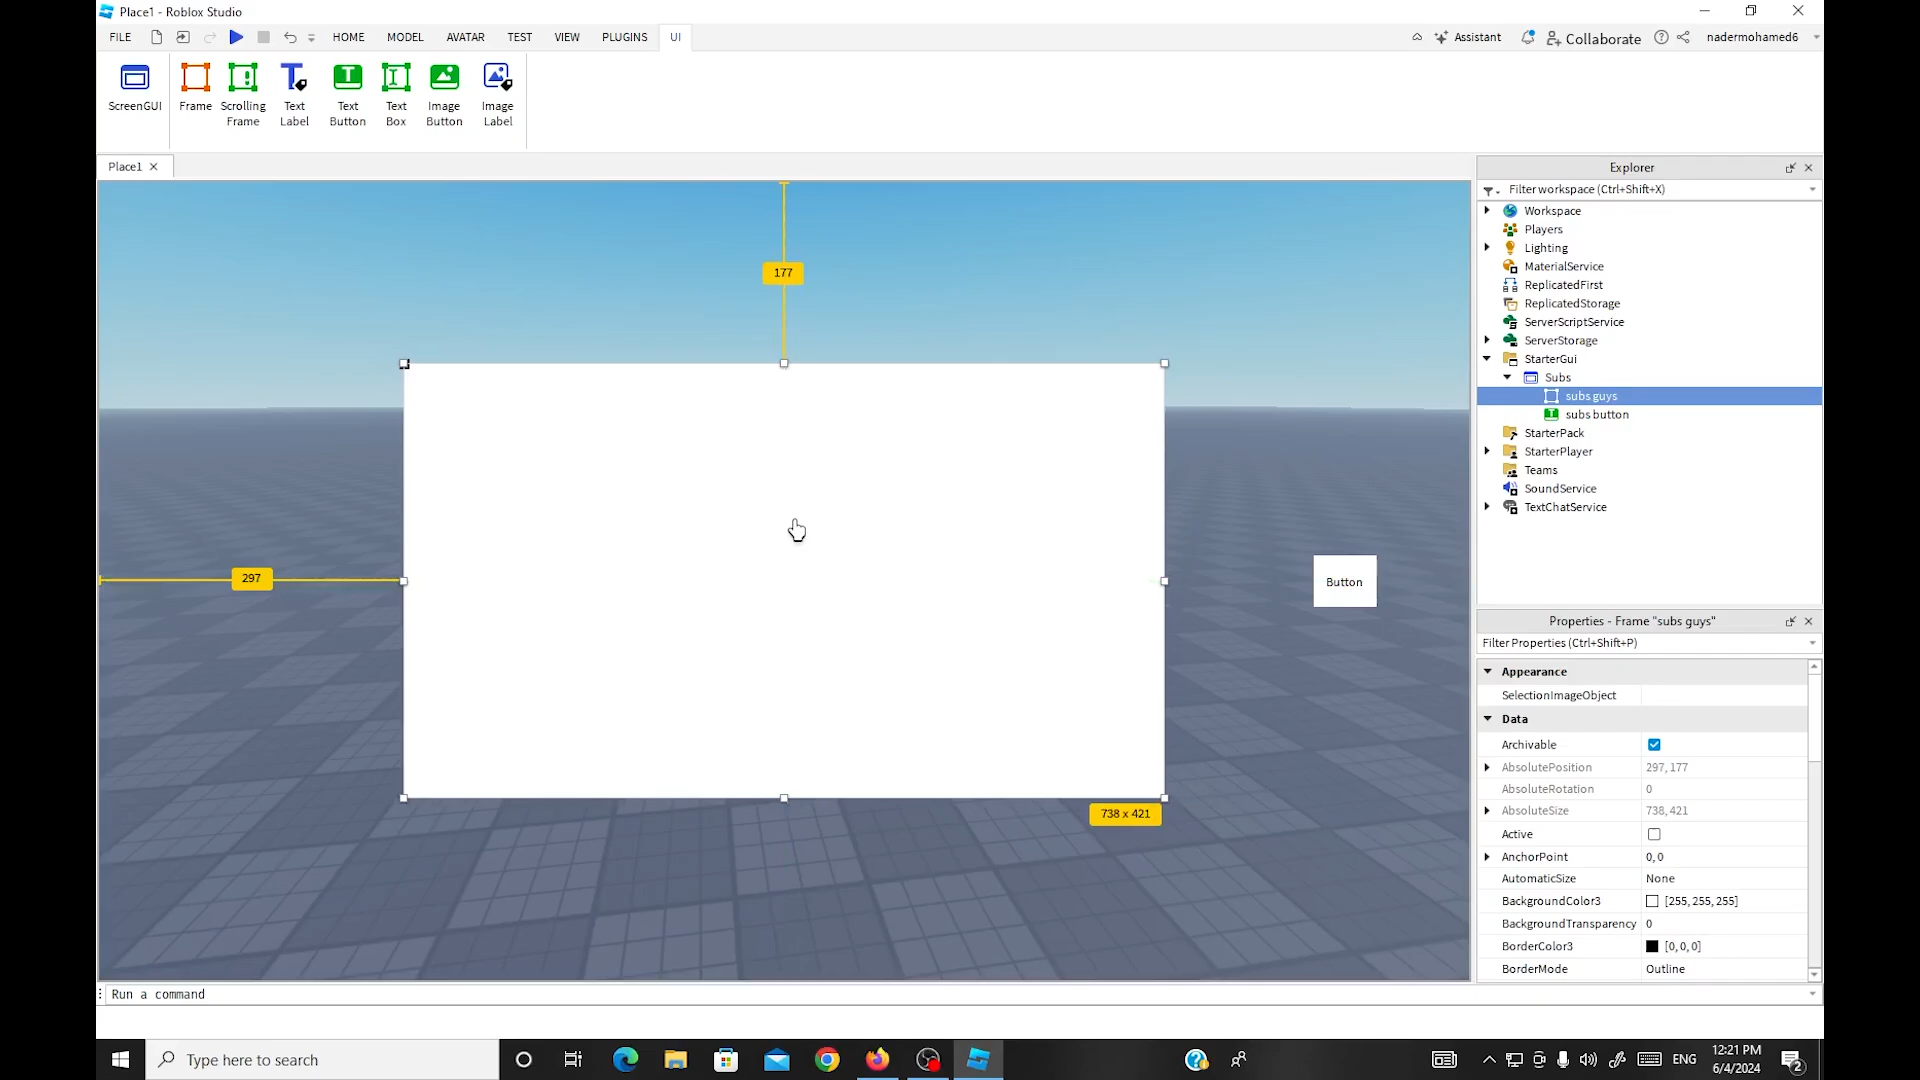 Place1 - Roblox Studio
FILE HOME MODEL AVATAR TEST VIEW PLUGINS UI Assistant Collaborate nadermohamed6
ScreenGUI Frame Scrolling Frame Text Label Text Button Text Box Image Button Image Label
Place1
Explorer
Filter workspace (Ctrl+Shift+X)
Workspace
Players
Lighting
MaterialService
ReplicatedFirst
ReplicatedStorage
ServerScriptService
ServerStorage
StarterGui
Subs
subs guys
subs button
StarterPack
StarterPlayer
Teams
SoundService
TextChatService
177
297
Button
738 x 421
Properties - Frame "subs guys"
Filter Properties (Ctrl+Shift+P)
Appearance
SelectionImageObject
Data
Archivable
AbsolutePosition 297, 177
AbsoluteRotation 0
AbsoluteSize 738, 421
Active
AnchorPoint 0, 0
AutomaticSize None
BackgroundColor3 [255, 255, 255]
BackgroundTransparency 0
BorderColor3 [0, 0, 0]
BorderMode Outline
Run a command
Type here to search
ENG
12:21 PM
6/4/2024
2